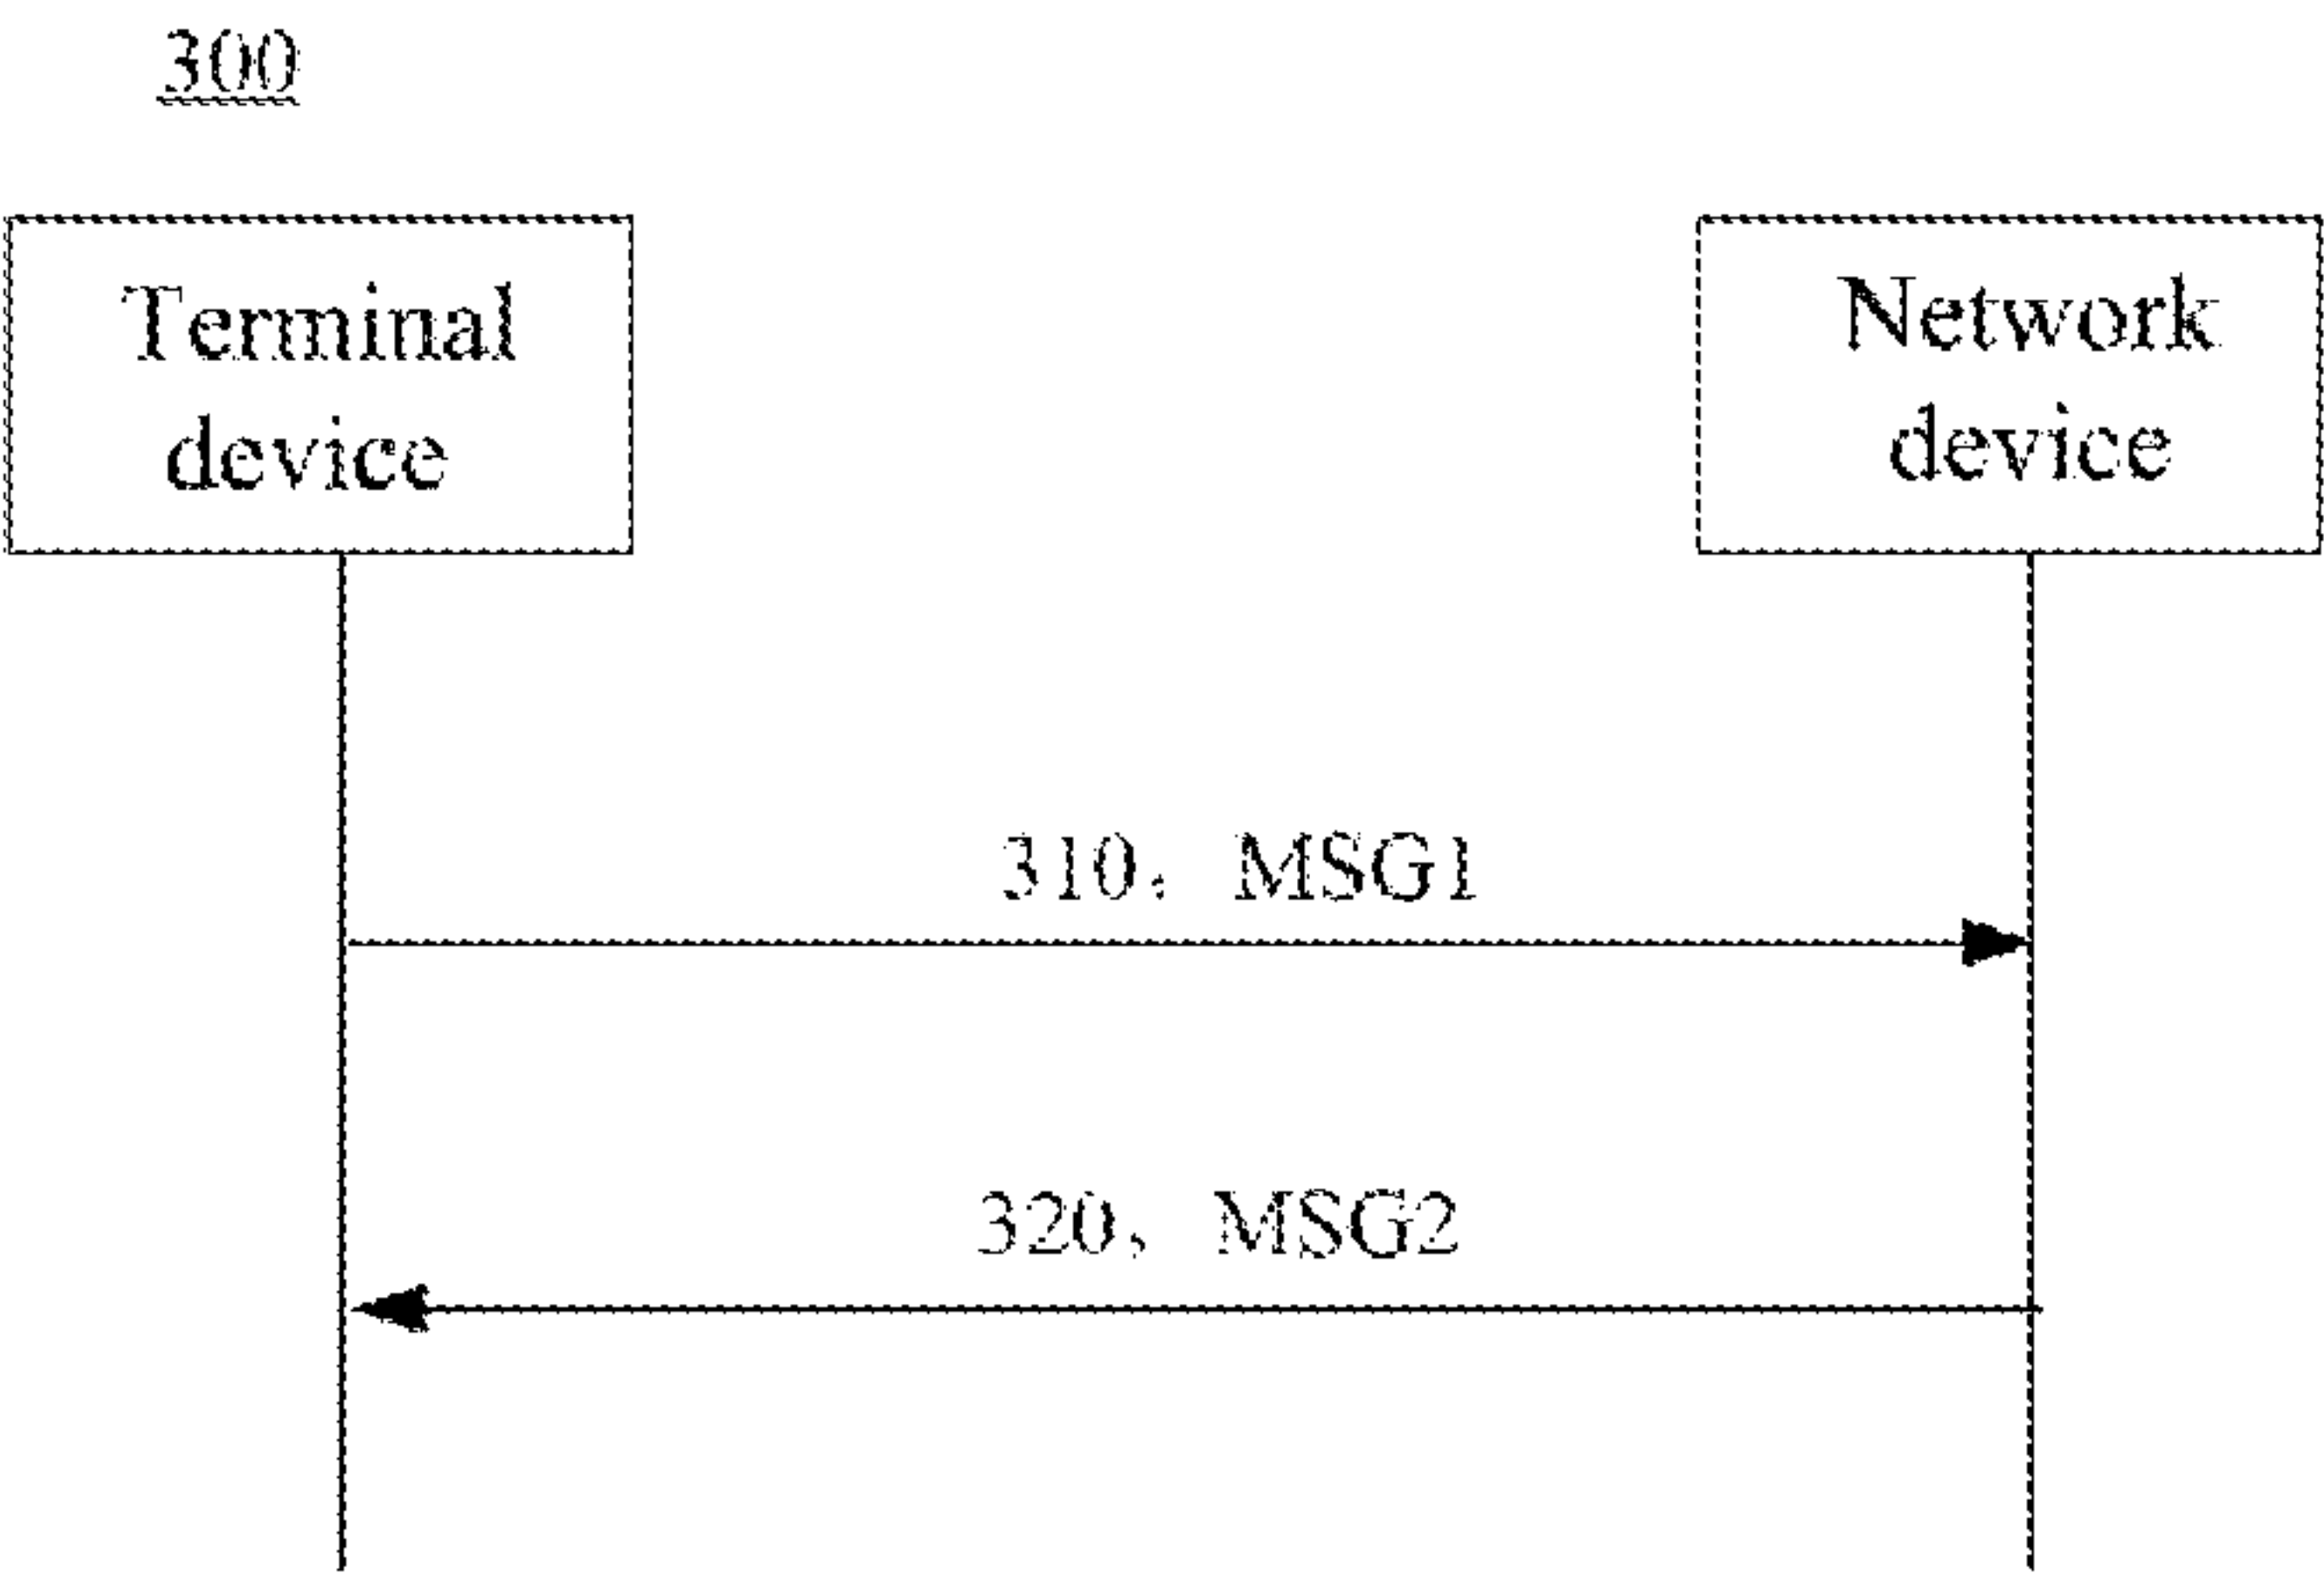 300
Terminal
device
Network
device
310, MSG1
320, MSG2